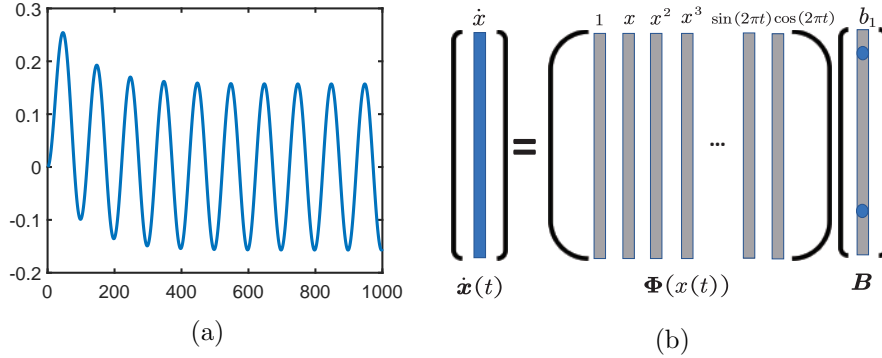 0.3
0.2
0.1
0
-0.1
-0.2
0 200 400 600 800 1000
(a)
ẋ 1 x x² x³ sin(2πt) cos(2πt) b₁
= ...
ẋ(t) Φ(x(t)) B
(b)